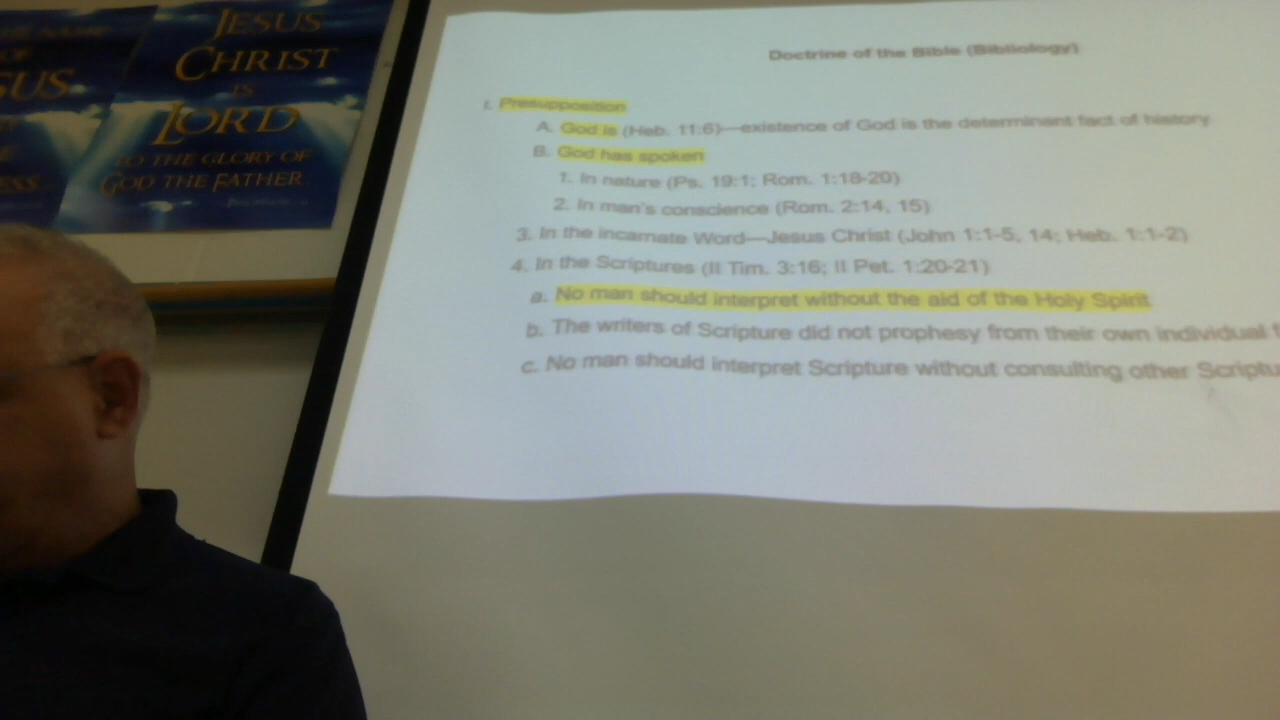 JESUS
CHRIST
IS
LORD
TO THE GLORY OF
GOD THE FATHER.
NAME
OF
SUS
ESS
Doctrine of the Bible (Bibliology)
I. Presupposition
A. God is (Heb. 11:6)—existence of God is the determinant fact of history
B. God has spoken
1. In nature (Ps. 19:1; Rom. 1:18-20)
2. In man's conscience (Rom. 2:14, 15)
3. In the incarnate Word—Jesus Christ (John 1:1-5, 14; Heb. 1:1-2)
4. In the Scriptures (II Tim. 3:16; II Pet. 1:20-21)
a. No man should interpret without the aid of the Holy Spirit
b. The writers of Scripture did not prophesy from their own individual
c. No man should interpret Scripture without consulting other Scriptu